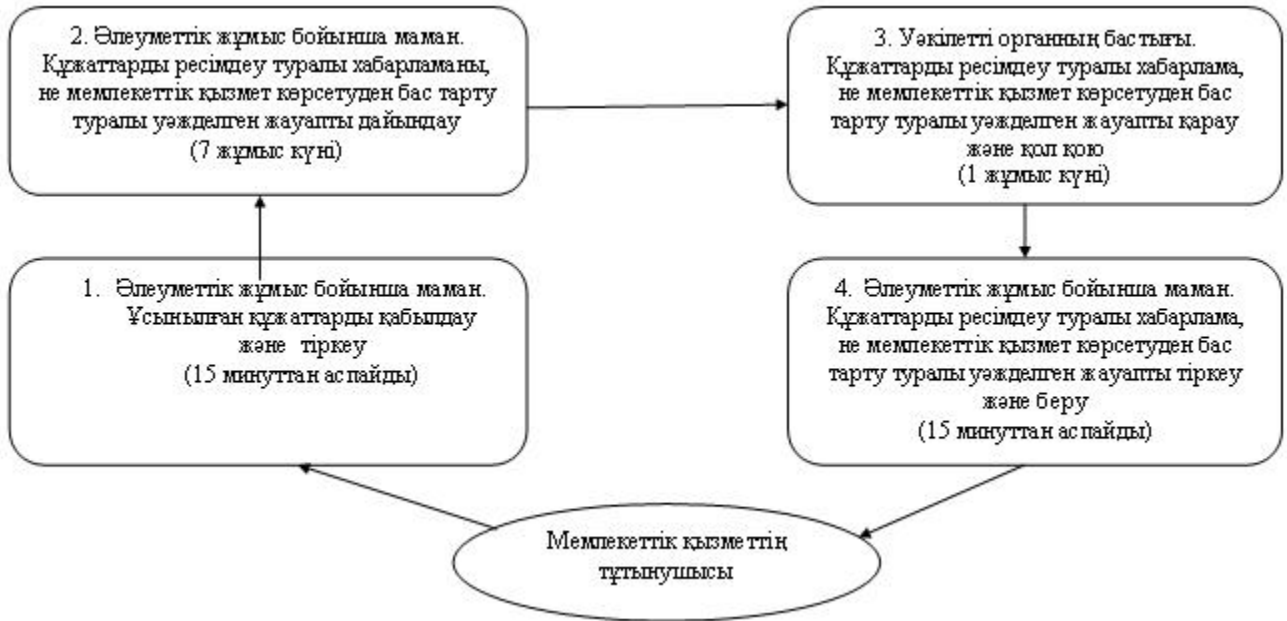 2. Әлеуметтік жұмыс бойынша маман.
Құжаттарды ресімдеу туралы хабарламаны,
не мемлекеттік қызмет көрсетуден бас тарту
туралы уәжделген жауапты дайындау
(7 жұмыс күні)
3. Уәкілетті органның бастығы.
Құжаттарды ресімдеу туралы хабарлама,
не мемлекеттік қызмет көрсетуден бас
тарту туралы уәжделген жауапты қарау
және қол қою
(1 жұмыс күні)
1. Әлеуметтік жұмыс бойынша маман.
Ұсынылған құжаттарды қабылдау
және тіркеу
(15 минуттан аспайды)
4. Әлеуметтік жұмыс бойынша маман.
Құжаттарды ресімдеу туралы хабарлама,
не мемлекеттік қызмет көрсетуден бас
тарту туралы уәжделген жауапты тіркеу
және беру
(15 минуттан аспайды)
Мемлекеттік қызметтің
тұтынушысы